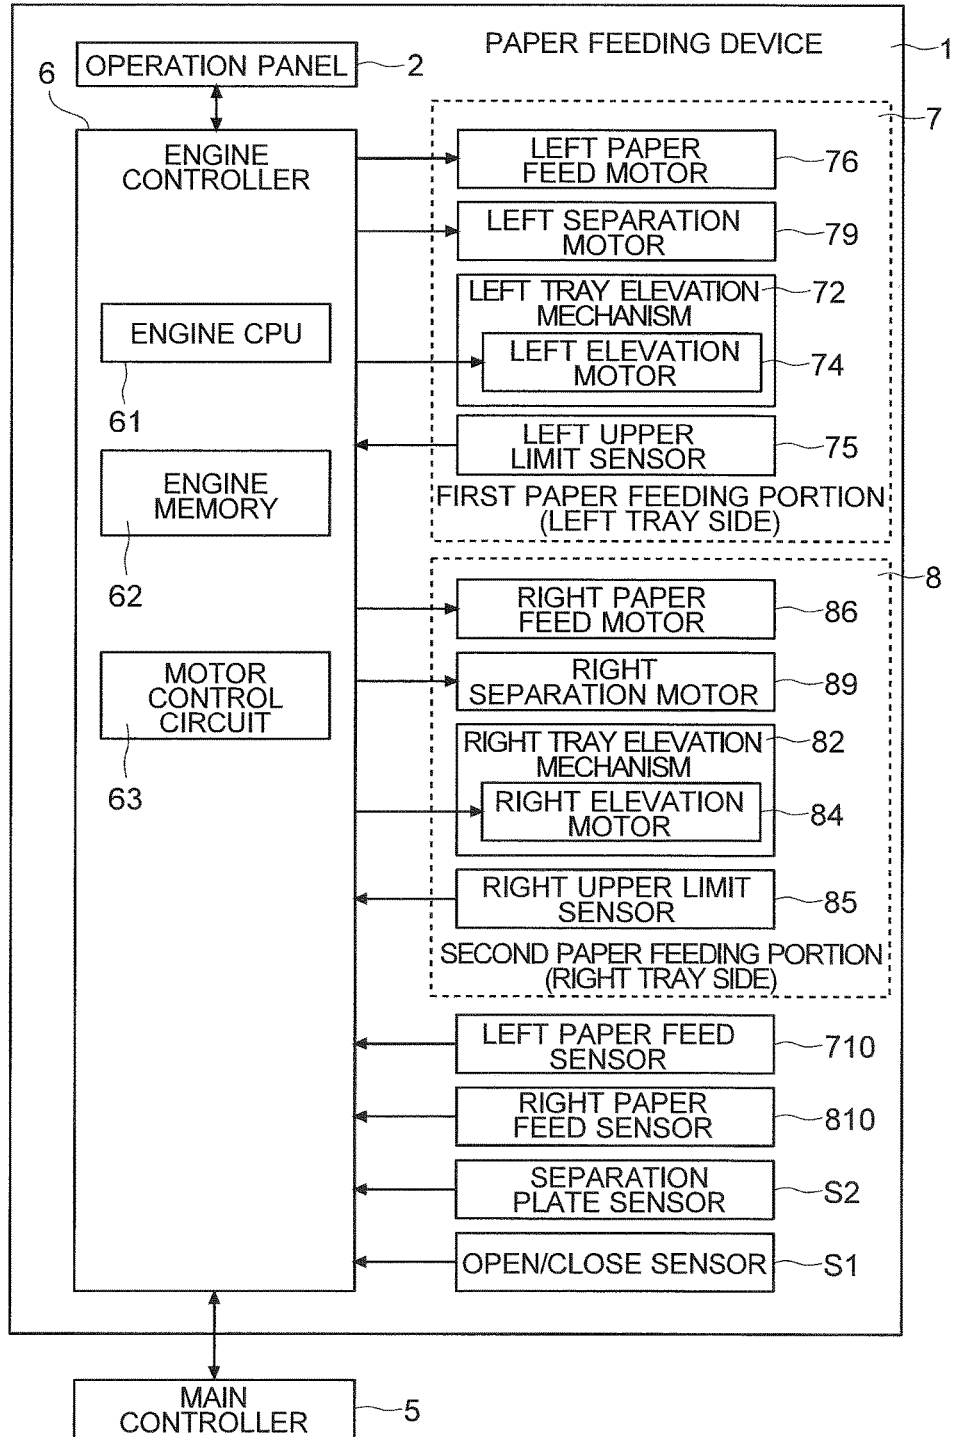 PAPER FEEDING DEVICE
1
OPERATION PANEL
2
6
ENGINE
CONTROLLER
ENGINE CPU
61
ENGINE
MEMORY
62
MOTOR
CONTROL
CIRCUIT
63
7
LEFT PAPER
FEED MOTOR
76
LEFT SEPARATION
MOTOR
79
LEFT TRAY ELEVATION
MECHANISM
72
LEFT ELEVATION
MOTOR
74
LEFT UPPER
LIMIT SENSOR
75
FIRST PAPER FEEDING PORTION
(LEFT TRAY SIDE)
8
RIGHT PAPER
FEED MOTOR
86
RIGHT
SEPARATION MOTOR
89
RIGHT TRAY ELEVATION
MECHANISM
82
RIGHT ELEVATION
MOTOR
84
RIGHT UPPER LIMIT
SENSOR
85
SECOND PAPER FEEDING PORTION
(RIGHT TRAY SIDE)
LEFT PAPER FEED
SENSOR
710
RIGHT PAPER
FEED SENSOR
810
SEPARATION
PLATE SENSOR
S2
OPEN/CLOSE SENSOR
S1
MAIN
CONTROLLER
5